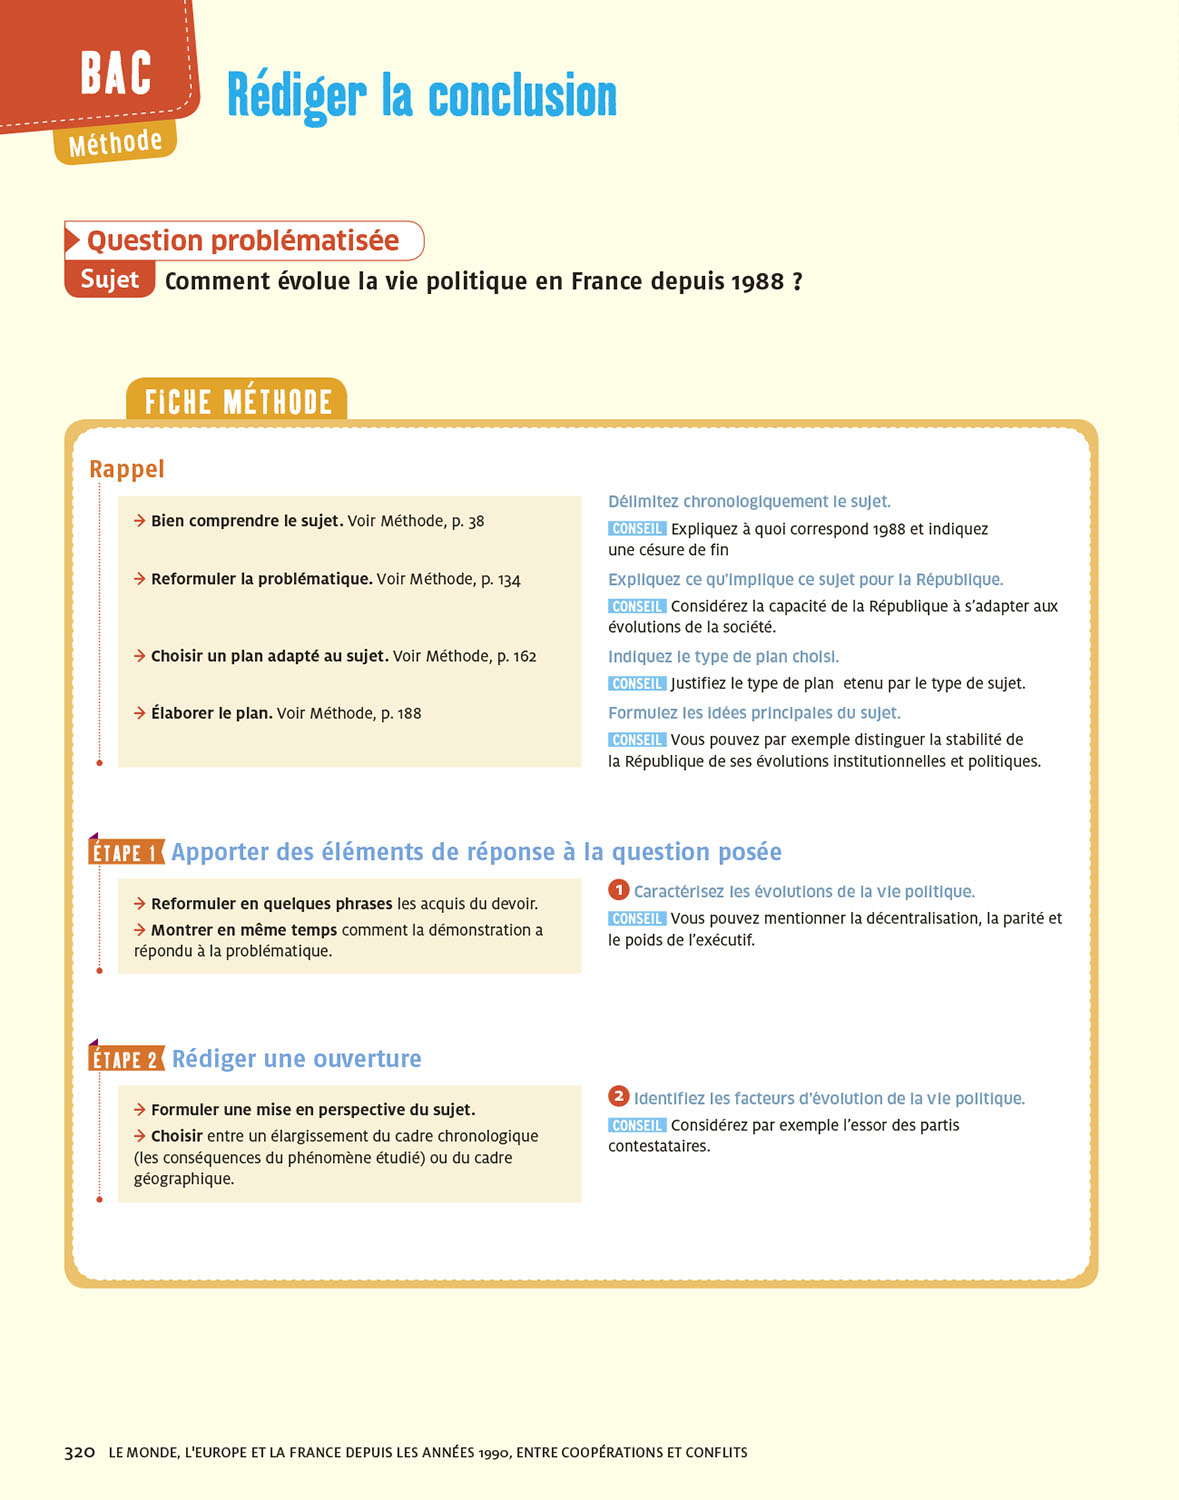 BAC
Méthode
Rédiger la conclusion
Question problématisée
Sujet Comment évolue la vie politique en France depuis 1988 ?
FICHE MÉTHODE
Rappel
→ Bien comprendre le sujet. Voir Méthode, p. 38
Délimitez chronologiquement le sujet.
CONSEIL Expliquez à quoi correspond 1988 et indiquez
une césure de fin
→ Reformuler la problématique. Voir Méthode, p. 134
Expliquez ce qu'implique ce sujet pour la République.
CONSEIL Considérez la capacité de la République à s'adapter aux
évolutions de la société.
→ Choisir un plan adapté au sujet. Voir Méthode, p. 162
Indiquez le type de plan choisi.
CONSEIL Justifiez le type de plan etenu par le type de sujet.
→ Élaborer le plan. Voir Méthode, p. 188
Formulez les idées principales du sujet.
CONSEIL Vous pouvez par exemple distinguer la stabilité de
la République de ses évolutions institutionnelles et politiques.
ÉTAPE 1 Apporter des éléments de réponse à la question posée
→ Reformuler en quelques phrases les acquis du devoir.
→ Montrer en même temps comment la démonstration a
répondu à la problématique.
1 Caractérisez les évolutions de la vie politique.
CONSEIL Vous pouvez mentionner la décentralisation, la parité et
le poids de l'exécutif.
ÉTAPE 2 Rédiger une ouverture
→ Formuler une mise en perspective du sujet.
→ Choisir entre un élargissement du cadre chronologique
(les conséquences du phénomène étudié) ou du cadre
géographique.
2 Identifiez les facteurs d'évolution de la vie politique.
CONSEIL Considérez par exemple l'essor des partis
contestataires.
320 LE MONDE, L'EUROPE ET LA FRANCE DEPUIS LES ANNÉES 1990, ENTRE COOPÉRATIONS ET CONFLITS